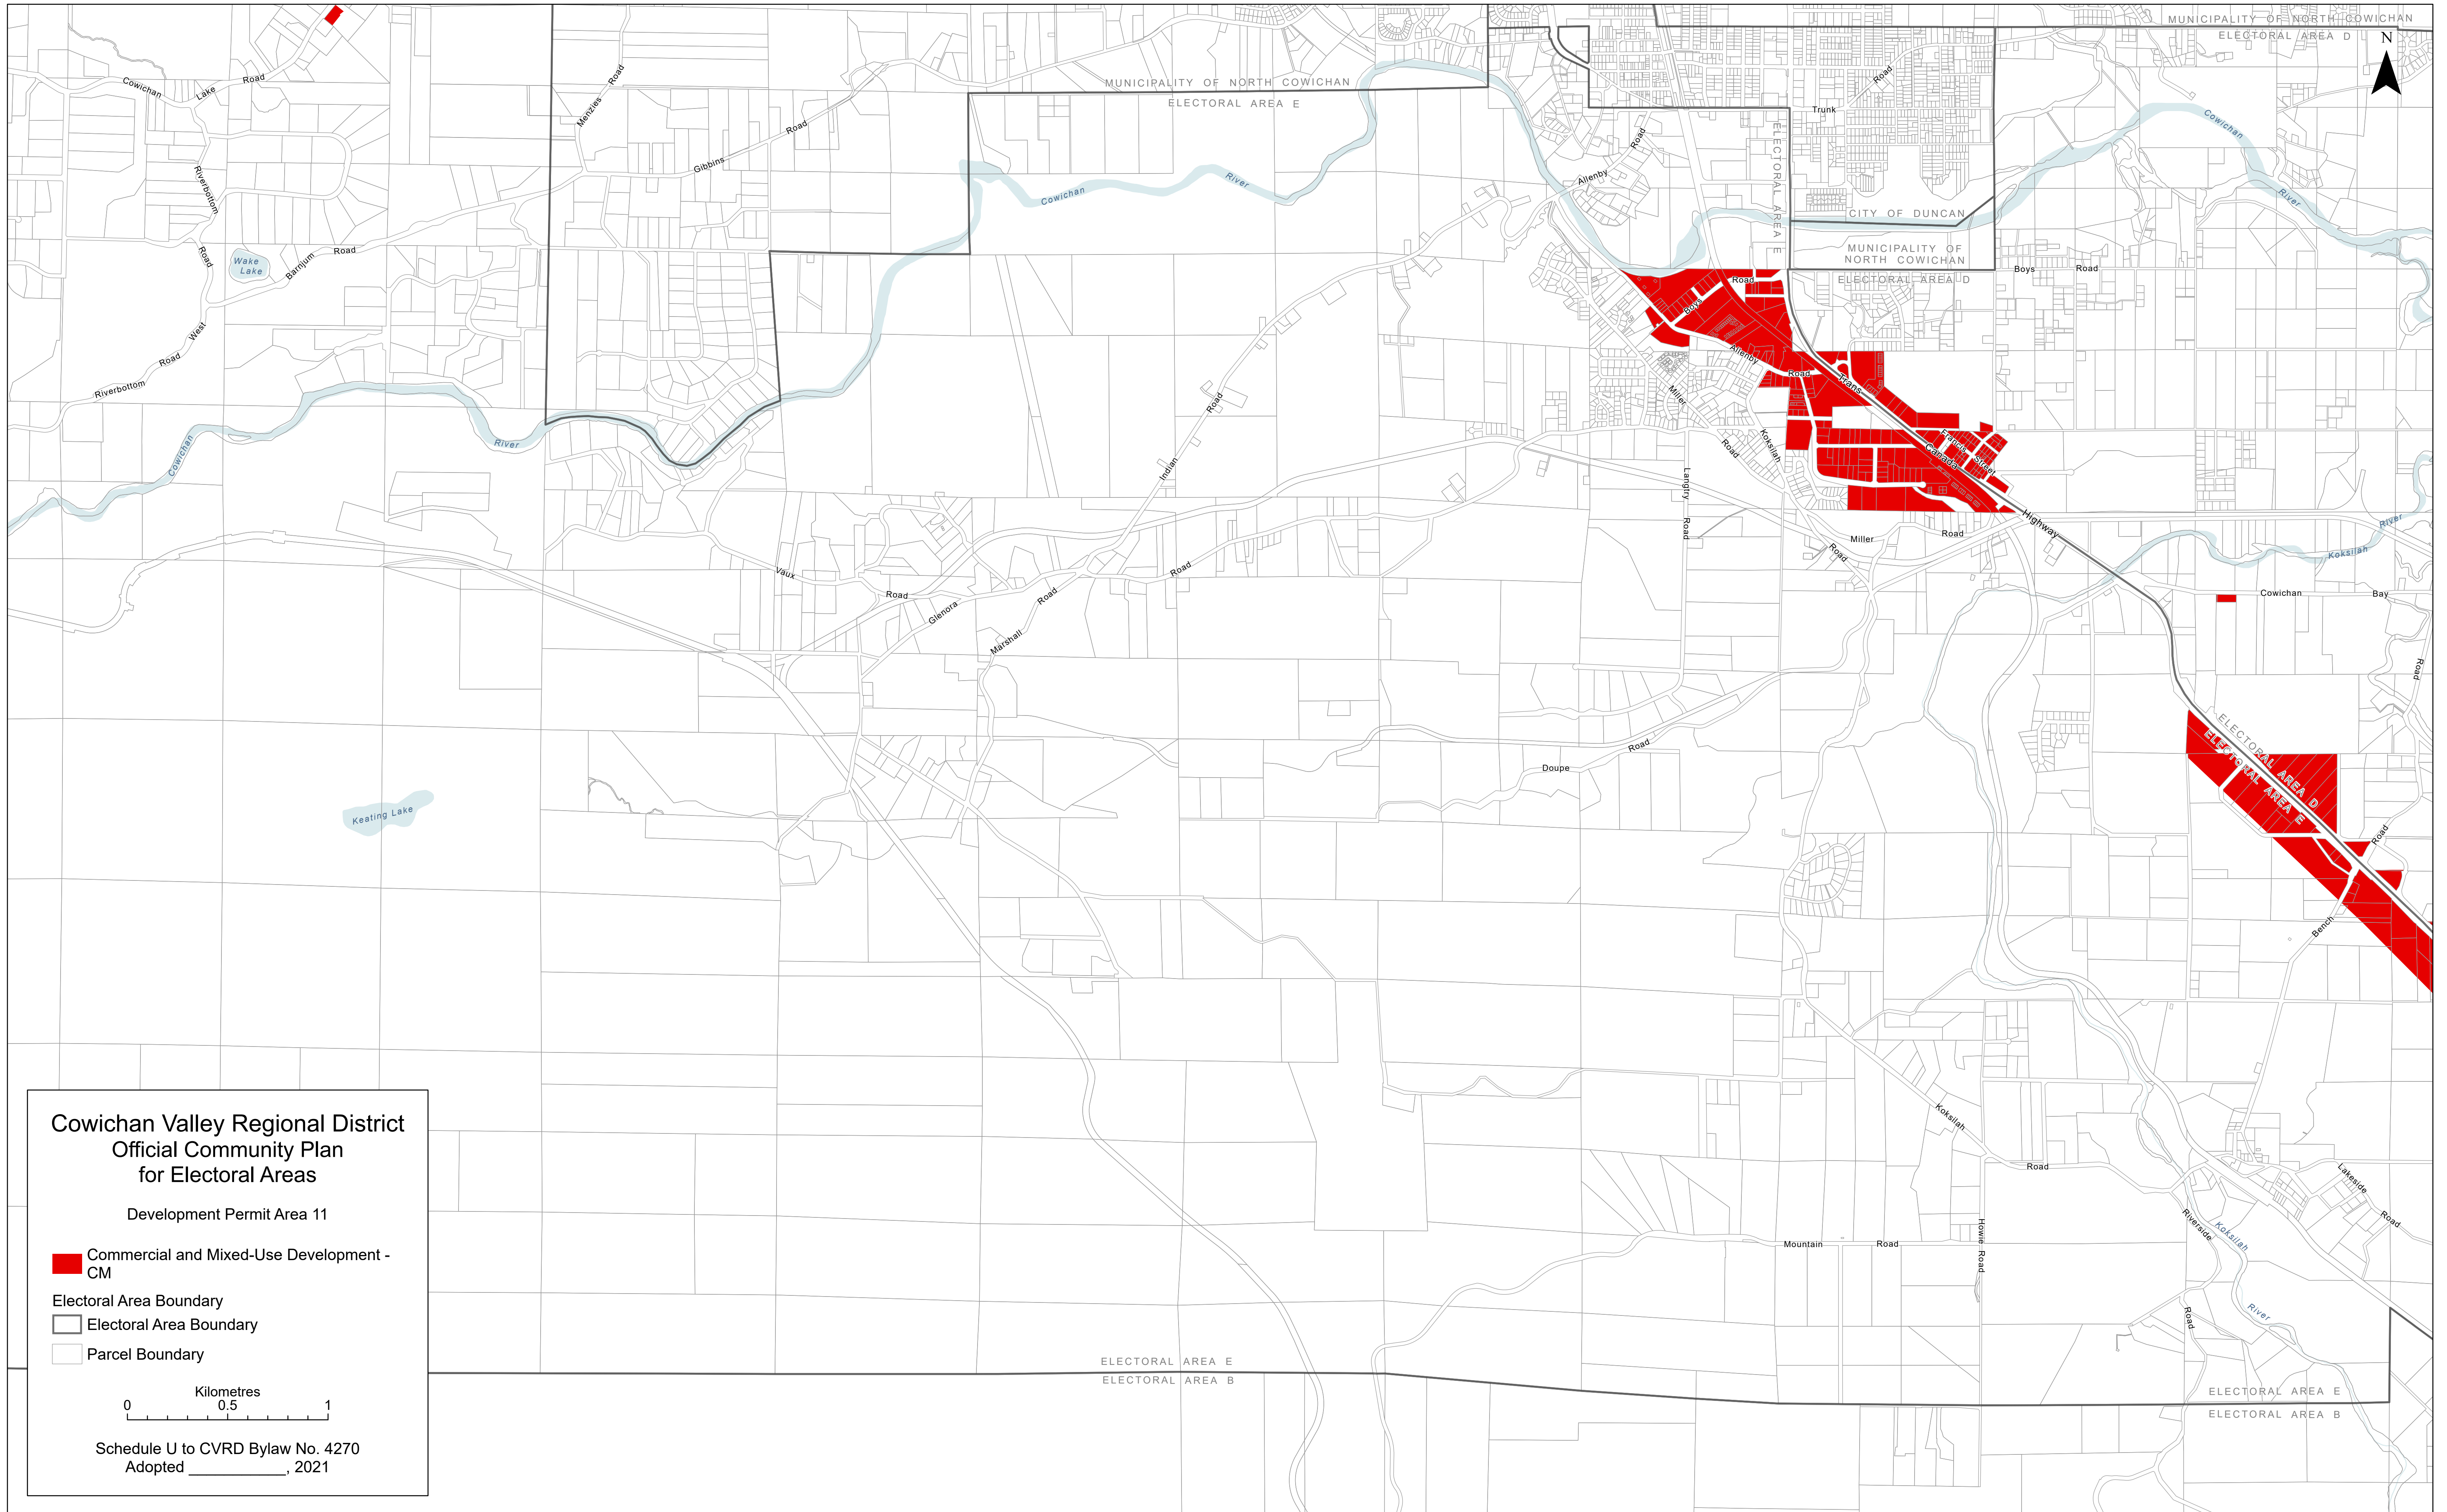 MUNICIPALITY OF NORTH COWICHAN
ELECTORAL AREA D
N
Cowichan Lake Road
Menzies Road
MUNICIPALITY OF NORTH COWICHAN
ELECTORAL AREA E
Gibbins Road
Trunk Road
Allenby Road
ELECTORAL AREA E
Cowichan River
Cowichan River
Riverbottom Road
CITY OF DUNCAN
MUNICIPALITY OF
NORTH COWICHAN
ELECTORAL AREA D
Boys Road
Wake
Lake
Barnjum Road
Boys Road
Riverbottom Road West
Allenby Road
Trans Canada Highway
Miller Road
Koksilah Road
Francis Street
Cowichan River
Indian Road
Langtry Road
Miller Road
Koksilah River
Vaux Road
Glenora Road
Marshall Road
Cowichan Bay Road
Doupe Road
ELECTORAL AREA D
ELECTORAL AREA E
Keating Lake
Bench Road
Koksilah Road
Lakeside Road
Riverside Road
Koksilah River
Howie Road
Mountain Road
ELECTORAL AREA E
ELECTORAL AREA B
ELECTORAL AREA E
ELECTORAL AREA B
Cowichan Valley Regional District
Official Community Plan
for Electoral Areas
Development Permit Area 11
Commercial and Mixed-Use Development -
CM
Electoral Area Boundary
Electoral Area Boundary
Parcel Boundary
Kilometres
0 0.5 1
Schedule U to CVRD Bylaw No. 4270
Adopted ___________, 2021